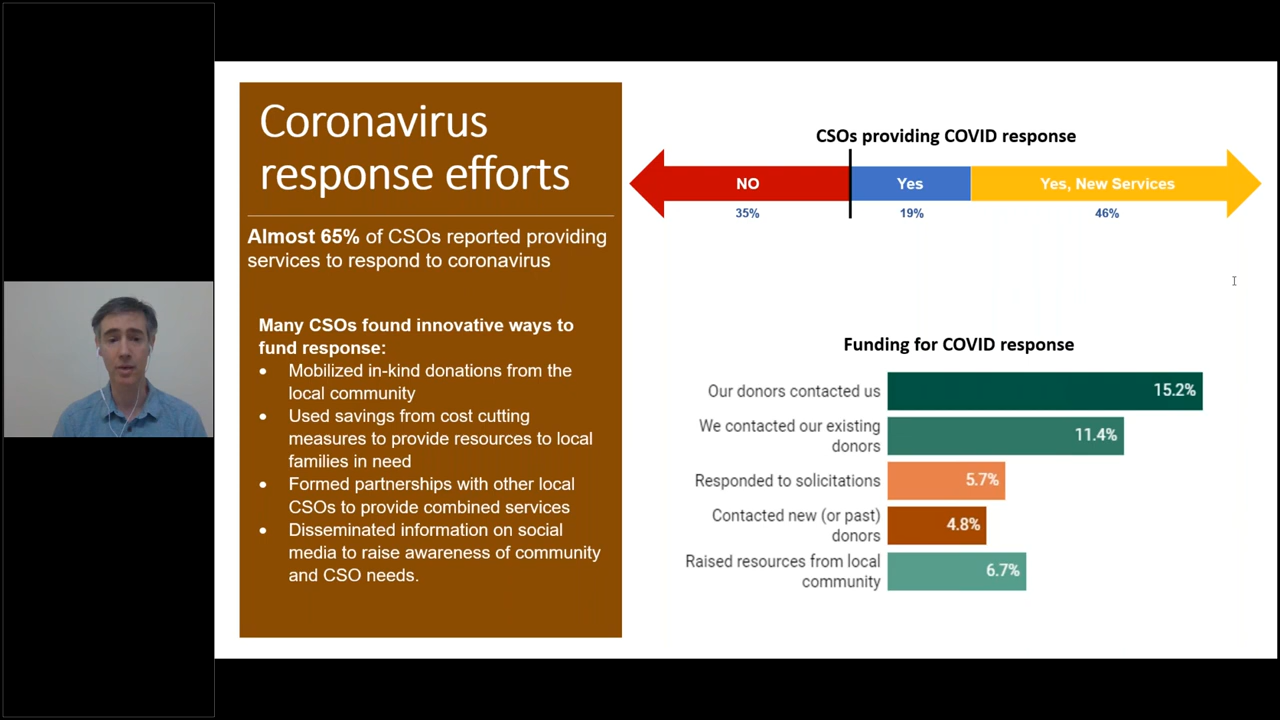 Coronavirus
response efforts
Almost 65% of CSOs reported providing
services to respond to coronavirus
Many CSOs found innovative ways to
fund response:
• Mobilized in-kind donations from the
local community
• Used savings from cost cutting
measures to provide resources to local
families in need
• Formed partnerships with other local
CSOs to provide combined services
• Disseminated information on social
media to raise awareness of community
and CSO needs.
CSOs providing COVID response
NO Yes Yes, New Services
35% 19% 46%
Funding for COVID response
Our donors contacted us 15.2%
We contacted our existing
donors 11.4%
Responded to solicitations 5.7%
Contacted new (or past)
donors 4.8%
Raised resources from local
community 6.7%